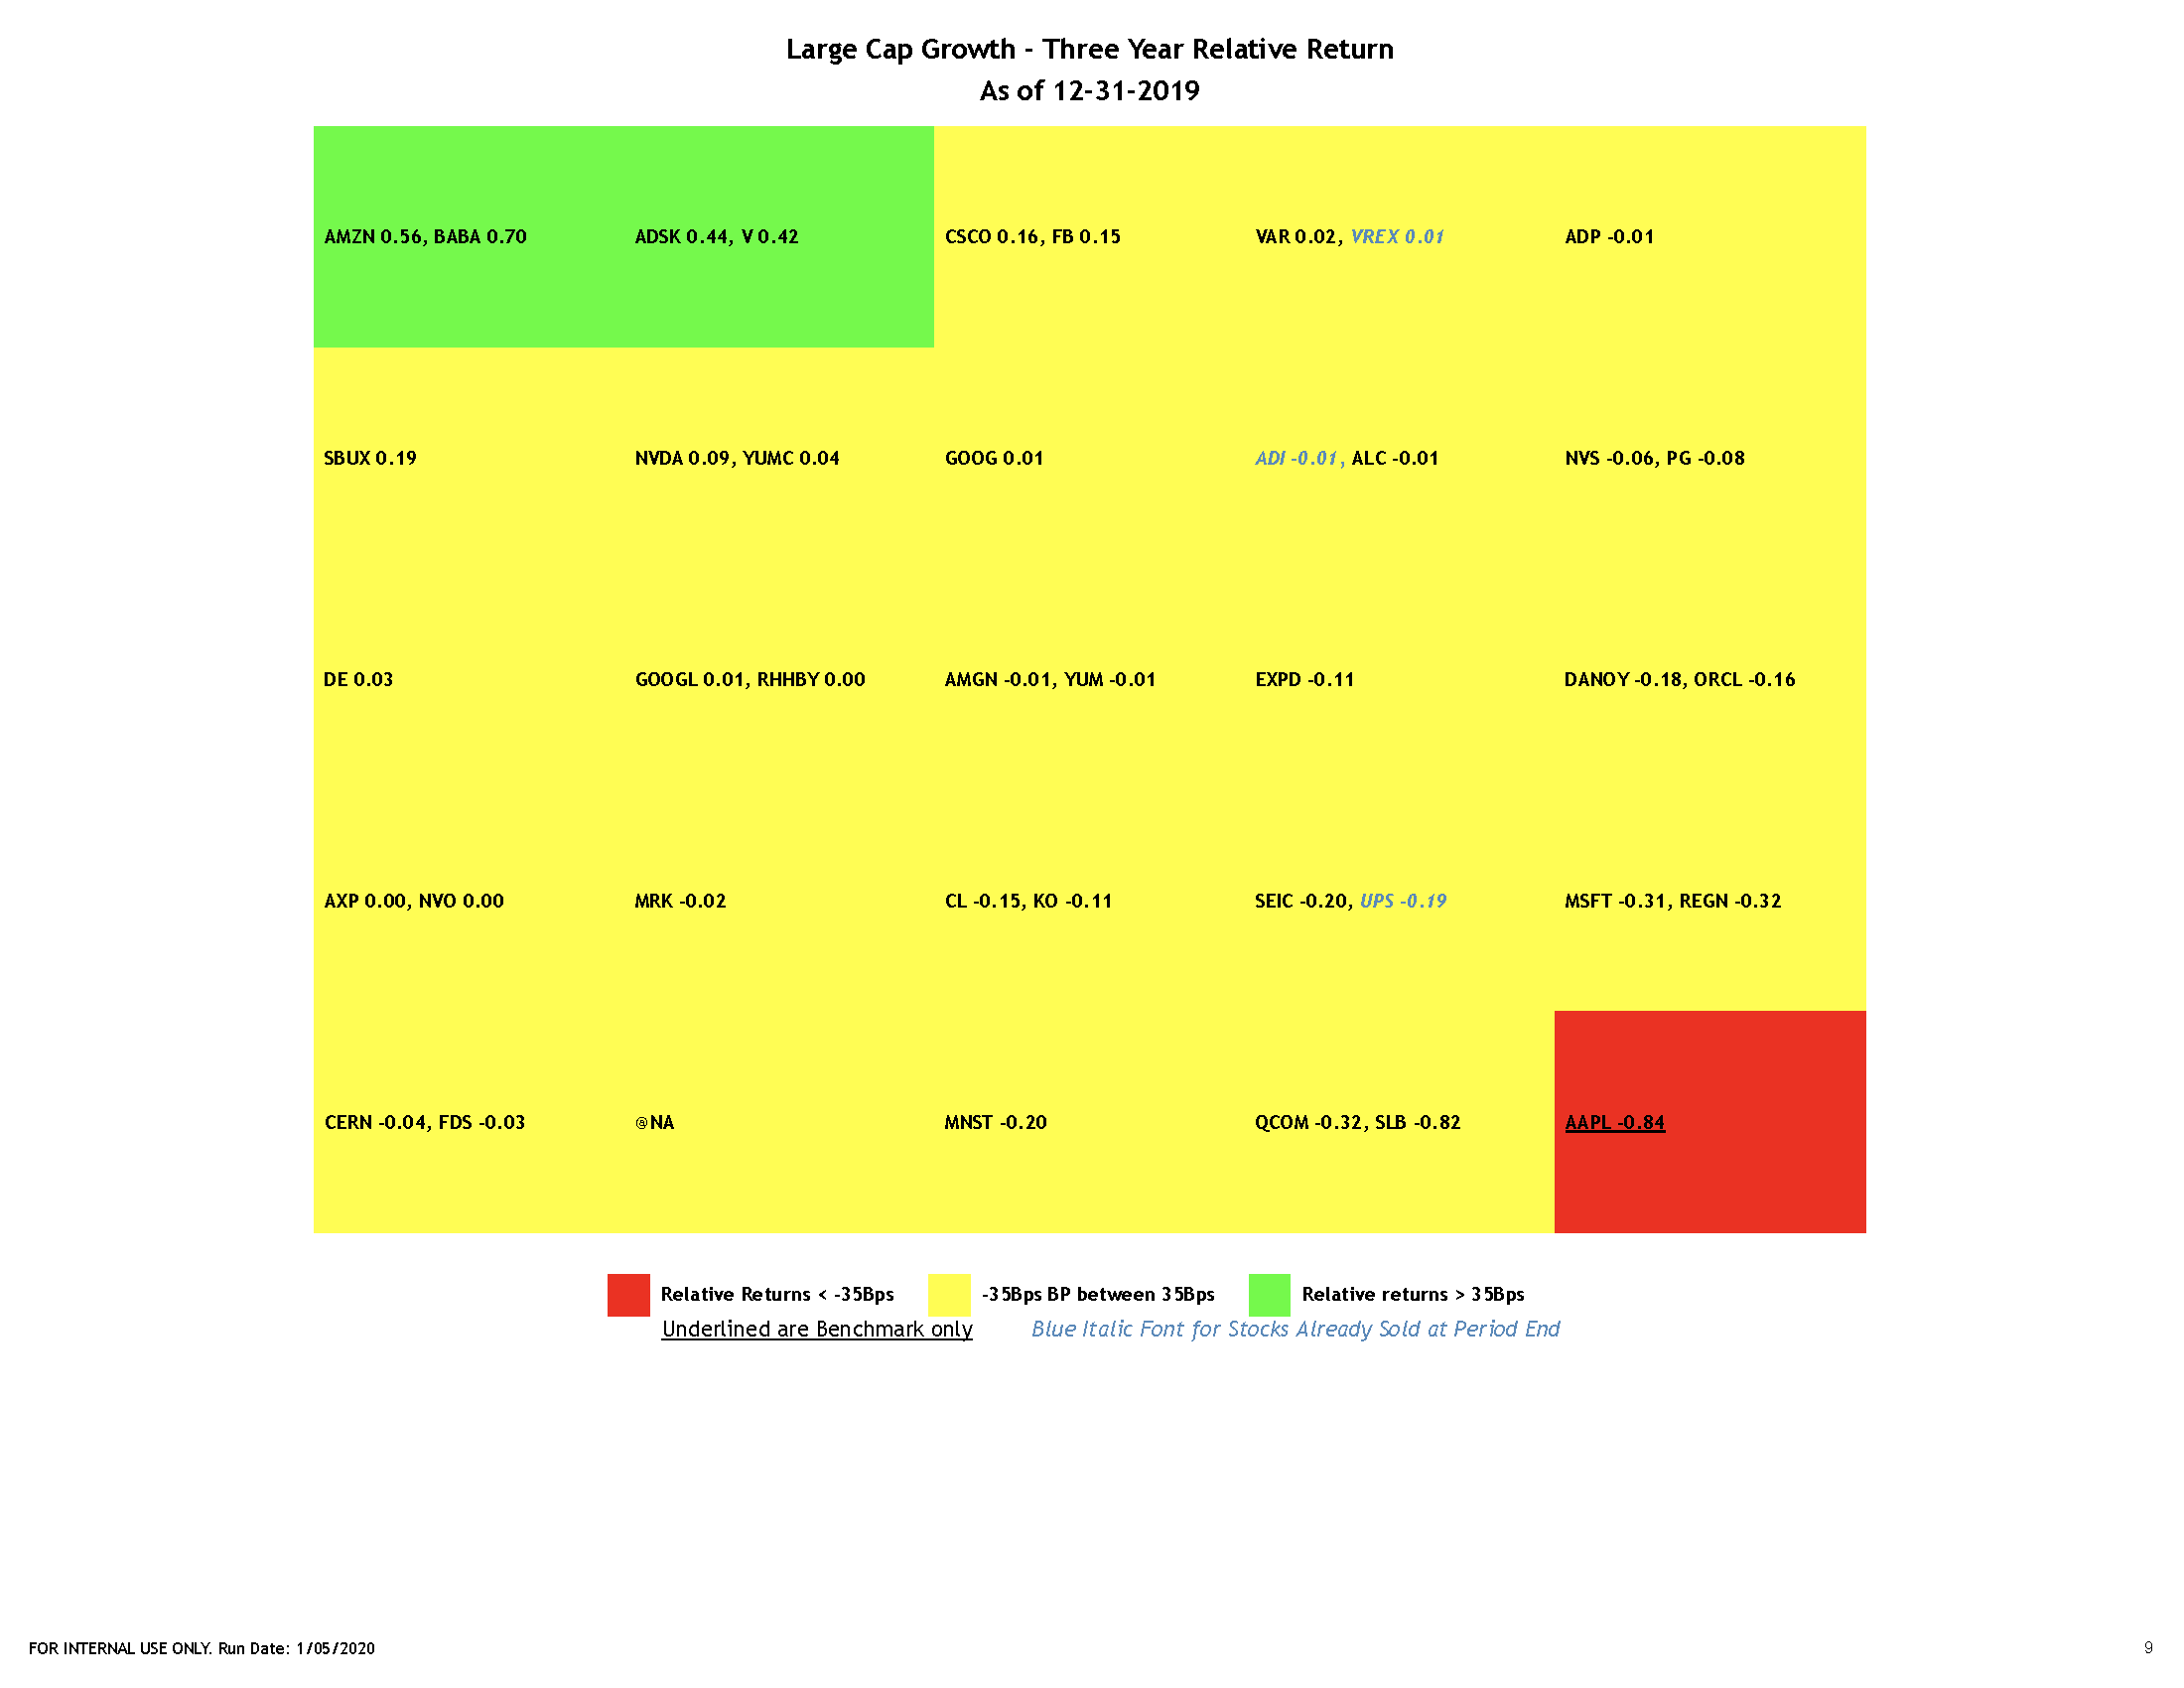 Large Cap Growth - Three Year Relative Return
As of 12-31-2019
AMZN 0.56, BABA 0.70
ADSK 0.44, V 0.42
CSCO 0.16, FB 0.15
VAR 0.02, VREX 0.01
ADP -0.01
SBUX 0.19
NVDA 0.09, YUMC 0.04
GOOG 0.01
ADI -0.01, ALC -0.01
NVS -0.06, PG -0.08
DE 0.03
GOOGL 0.01, RHHBY 0.00
AMGN -0.01, YUM -0.01
EXPD -0.11
DANOY -0.18, ORCL -0.16
AXP 0.00, NVO 0.00
MRK -0.02
CL -0.15, KO -0.11
SEIC -0.20, UPS -0.19
MSFT -0.31, REGN -0.32
CERN -0.04, FDS -0.03
@NA
MNST -0.20
QCOM -0.32, SLB -0.82
AAPL -0.84
Relative Returns < -35Bps
-35Bps BP between 35Bps
Relative returns > 35Bps
Underlined are Benchmark only
Blue Italic Font for Stocks Already Sold at Period End
FOR INTERNAL USE ONLY. Run Date: 1/05/2020
9